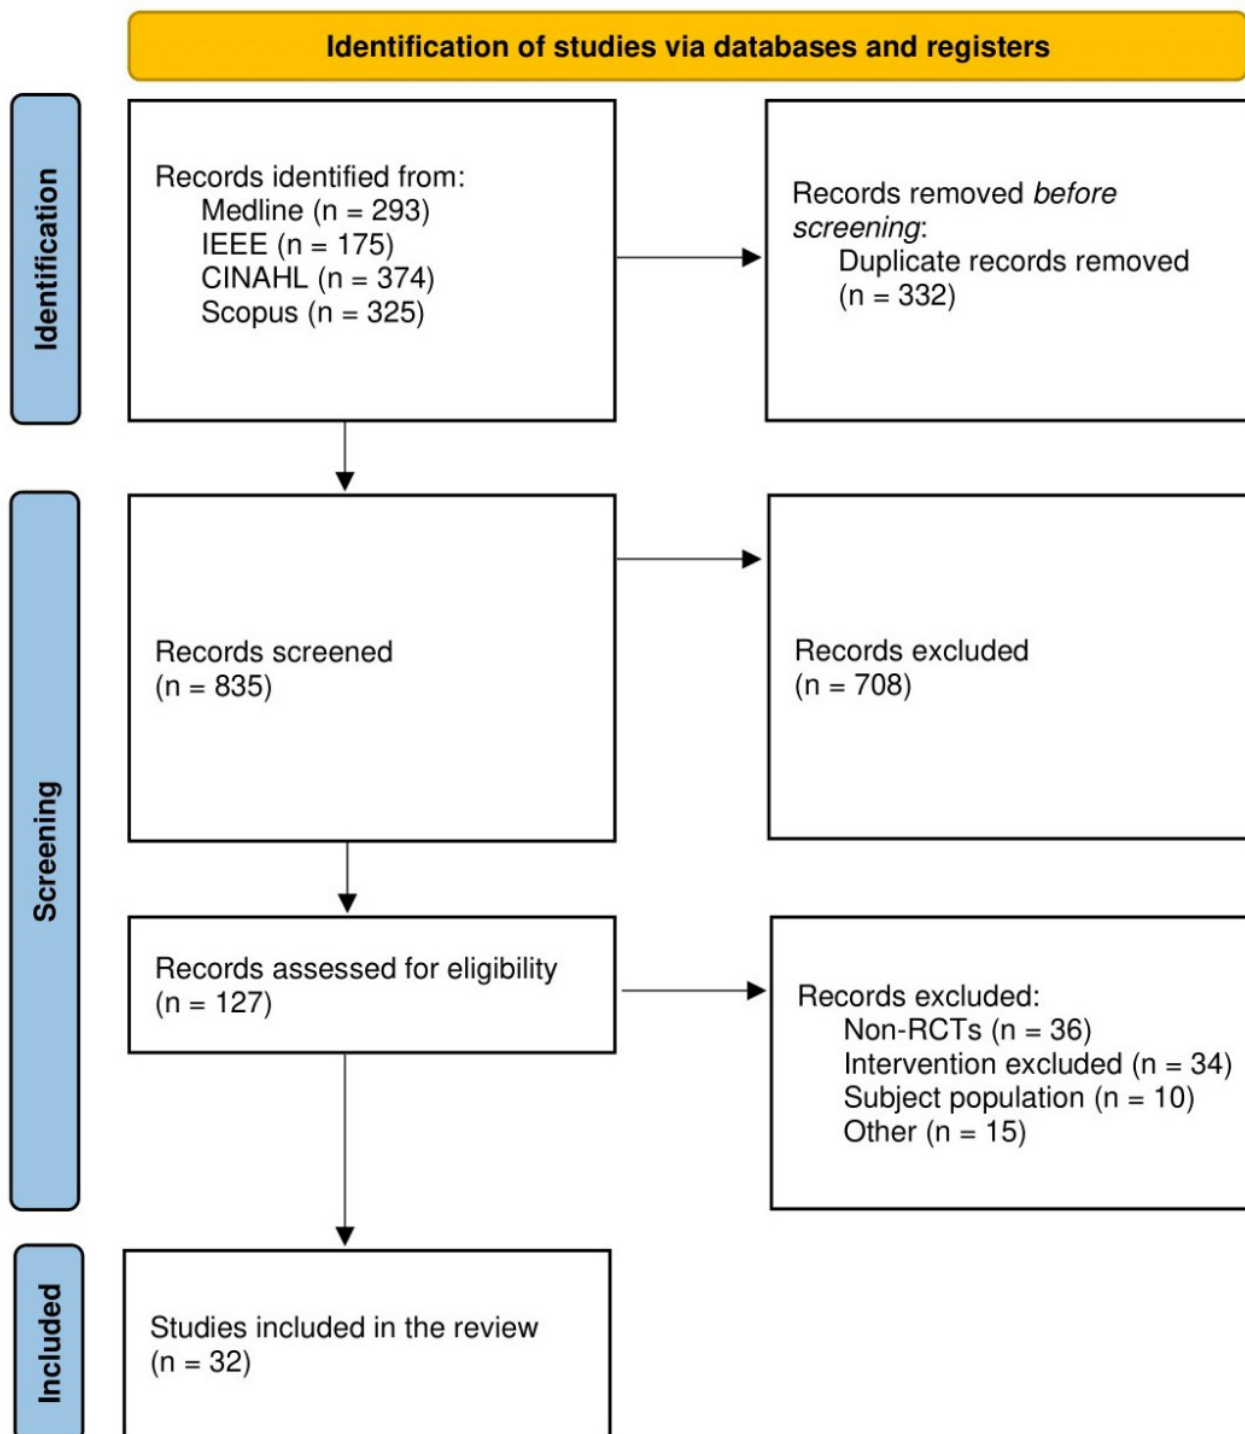 Identification of studies via databases and registers
Identification
Records identified from:
Medline (n = 293)
IEEE (n = 175)
CINAHL (n = 374)
Scopus (n = 325)
Records removed before
screening:
Duplicate records removed
(n = 332)
Screening
Records screened
(n = 835)
Records excluded
(n = 708)
Records assessed for eligibility
(n = 127)
Records excluded:
Non-RCTs (n = 36)
Intervention excluded (n = 34)
Subject population (n = 10)
Other (n = 15)
Included
Studies included in the review
(n = 32)